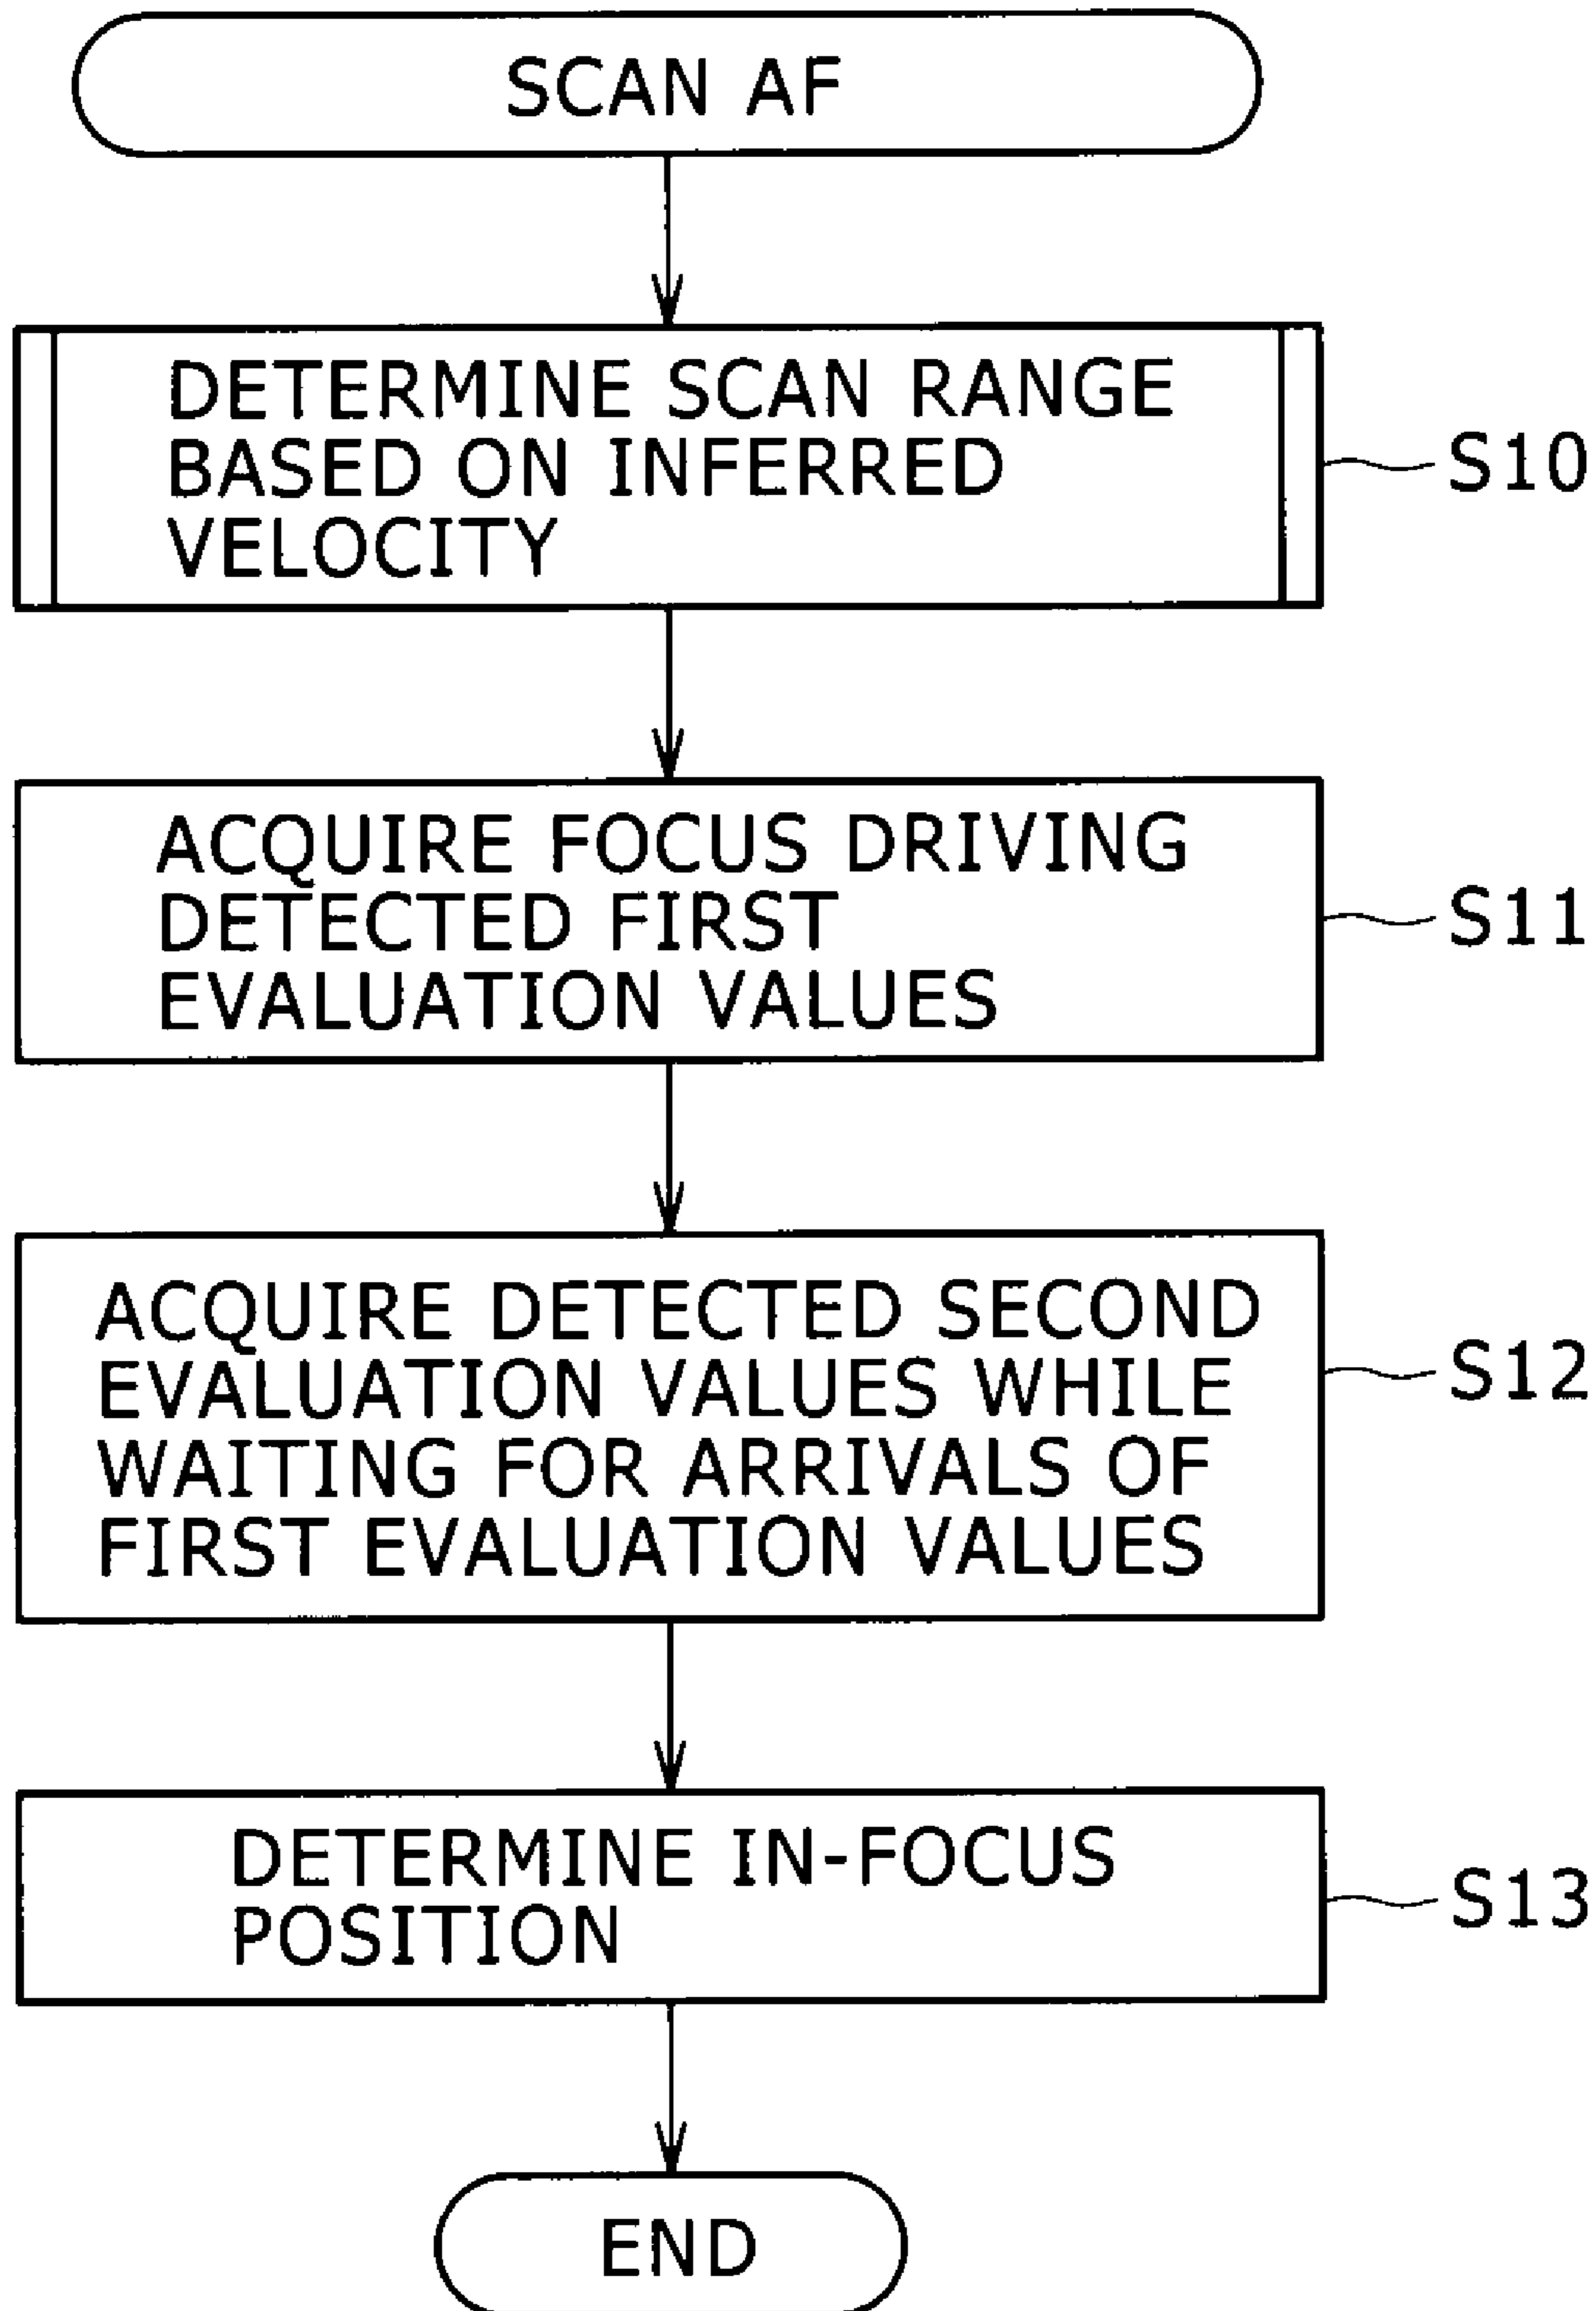 SCAN AF
DETERMINE SCAN RANGE
BASED ON INFERRED
VELOCITY
S10
ACQUIRE FOCUS DRIVING
DETECTED FIRST
EVALUATION VALUES
S11
ACQUIRE DETECTED SECOND
EVALUATION VALUES WHILE
WAITING FOR ARRIVALS OF
FIRST EVALUATION VALUES
S12
DETERMINE IN-FOCUS
POSITION
S13
END